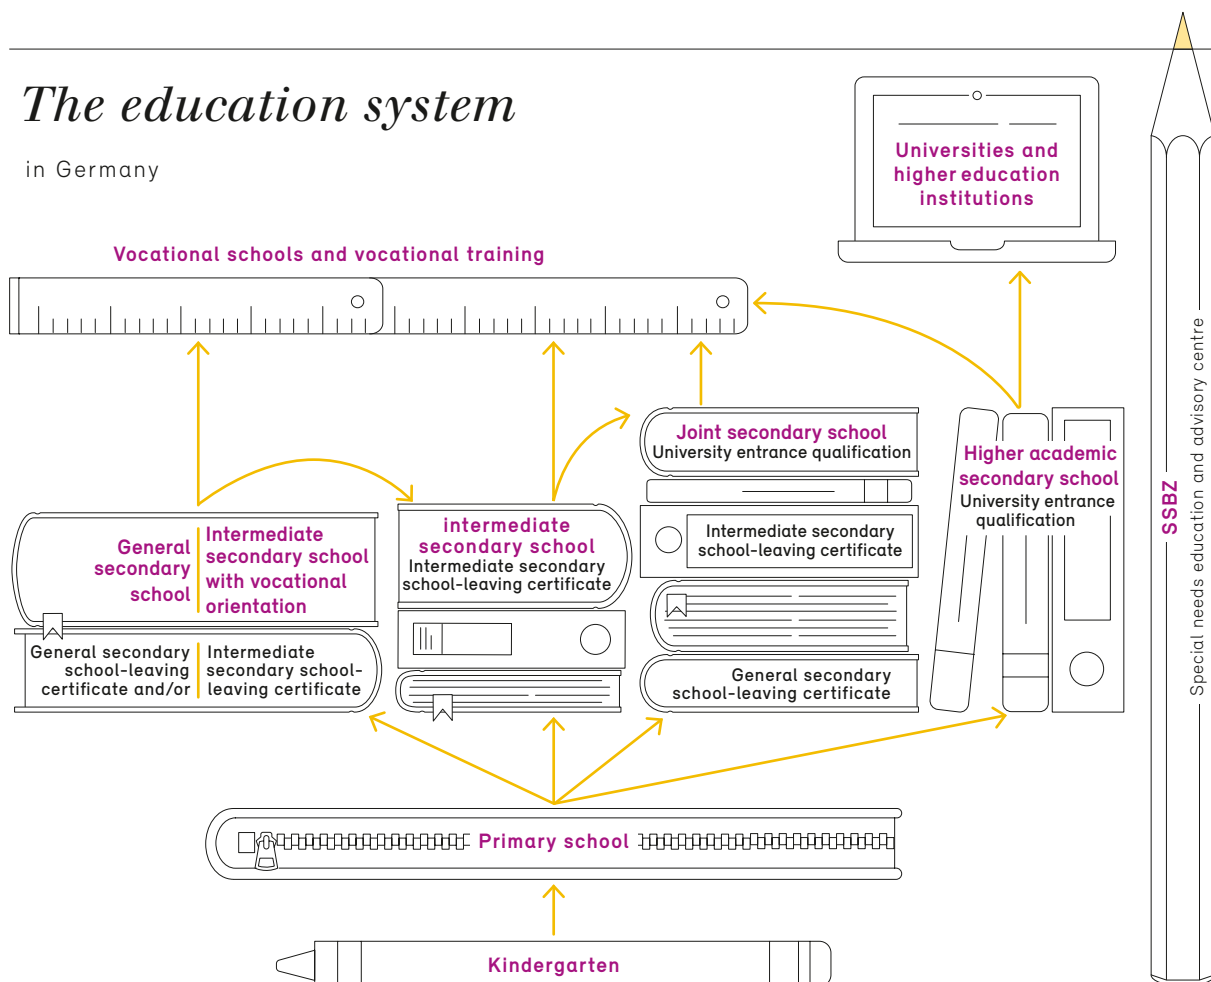 The education system
in Germany
Universities and
higher education
institutions
Vocational schools and vocational training
Joint secondary school
University entrance qualification
Intermediate secondary
school-leaving certificate
General secondary
school-leaving certificate
Higher academic
secondary school
University entrance
qualification
intermediate
secondary school
Intermediate secondary
school-leaving certificate
General
secondary
school
Intermediate
secondary school
with vocational
orientation
General secondary
school-leaving
certificate and/or
Intermediate
secondary school-
leaving certificate
Primary school
Kindergarten
SSBZ
Special needs education and advisory centre